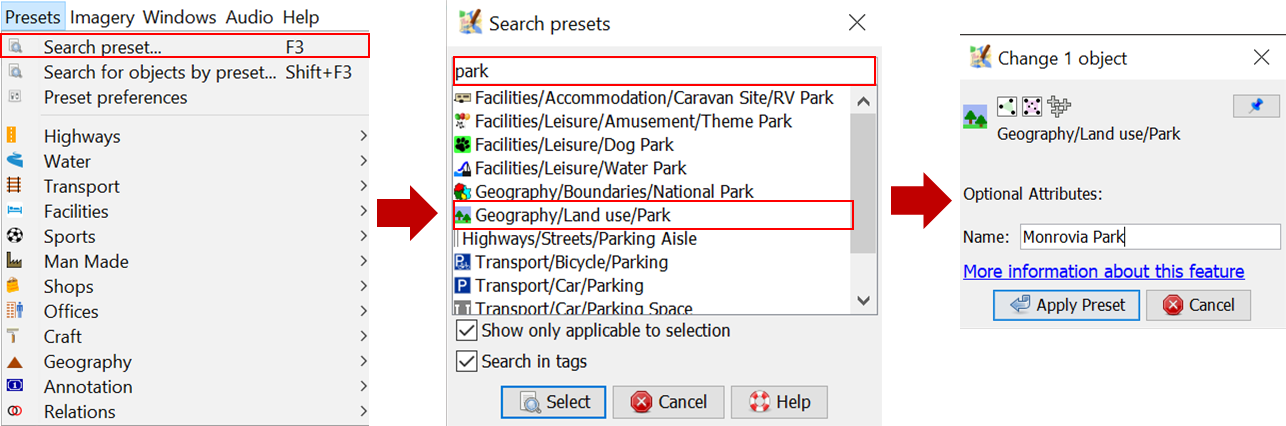 Presets Imagery Windows Audio Help
Search preset... F3
Search for objects by preset... Shift+F3
Preset preferences
Highways
Water
Transport
Facilities
Sports
Man Made
Shops
Offices
Craft
Geography
Annotation
Relations
Search presets
park
Facilities/Accommodation/Caravan Site/RV Park
Facilities/Leisure/Amusement/Theme Park
Facilities/Leisure/Dog Park
Facilities/Leisure/Water Park
Geography/Boundaries/National Park
Geography/Land use/Park
Highways/Streets/Parking Aisle
Transport/Bicycle/Parking
Transport/Car/Parking
Transport/Car/Parking Space
Show only applicable to selection
Search in tags
Select Cancel Help
Change 1 object
Geography/Land use/Park
Optional Attributes:
Name: Monrovia Park
More information about this feature
Apply Preset Cancel